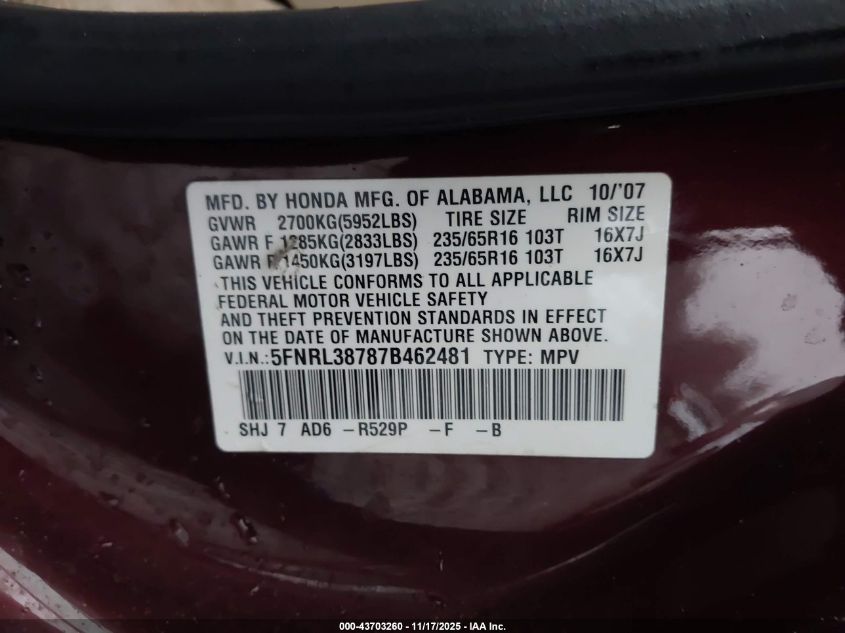 MFD. BY HONDA MFG. OF ALABAMA, LLC 10/'07
GVWR 2700KG(5952LBS) TIRE SIZE RIM SIZE
GAWR F 1285KG(2833LBS) 235/65R16 103T 16X7J
GAWR R 1450KG(3197LBS) 235/65R16 103T 16X7J
THIS VEHICLE CONFORMS TO ALL APPLICABLE
FEDERAL MOTOR VEHICLE SAFETY
AND THEFT PREVENTION STANDARDS IN EFFECT
ON THE DATE OF MANUFACTURE SHOWN ABOVE.
V.I.N.:5FNRL38787B462481 TYPE: MPV
SHJ 7 AD6 -R529P -F -B
000-43703260 - 11/17/2025 - IAA Inc.